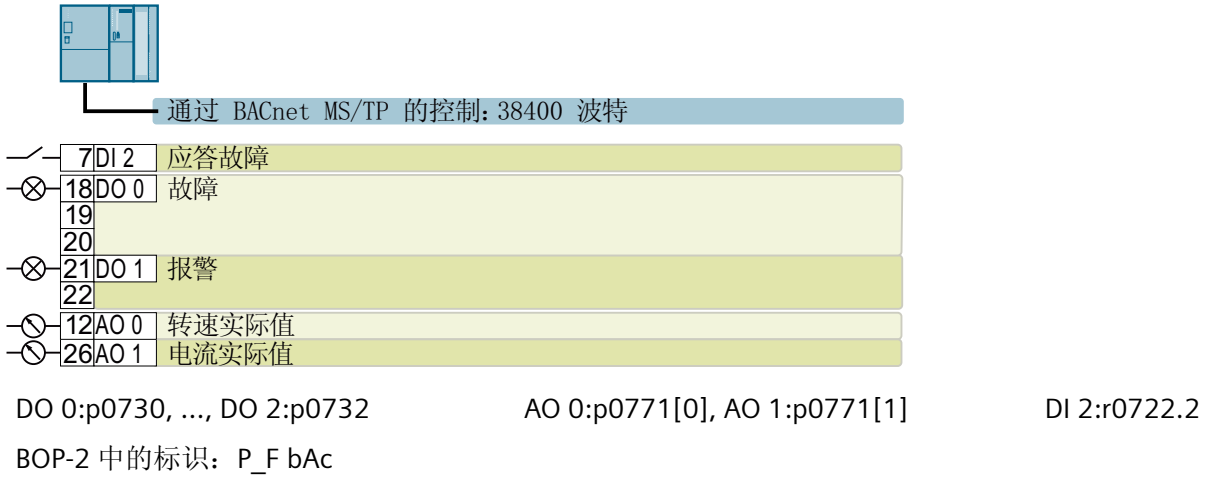 通过 BACnet MS/TP 的控制: 38400 波特
7 DI 2 应答故障
18 DO 0 故障
19
20
21 DO 1 报警
22
12 AO 0 转速实际值
26 AO 1 电流实际值
DO 0:p0730, ..., DO 2:p0732 AO 0:p0771[0], AO 1:p0771[1] DI 2:r0722.2
BOP-2 中的标识：P_F bAc